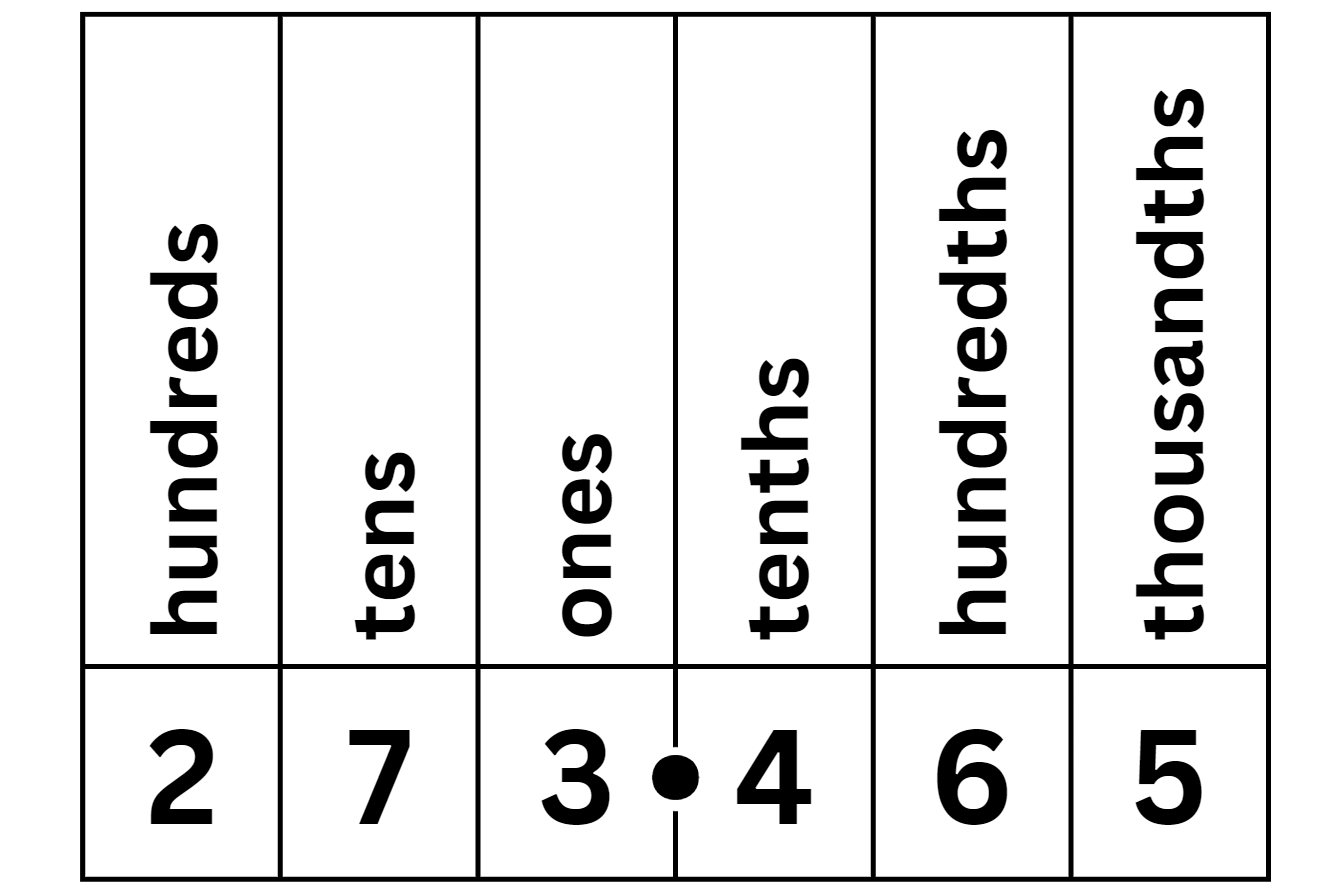 hundreds
tens
ones
tenths
hundredths
thousandths
2 7 3 . 4 6 5